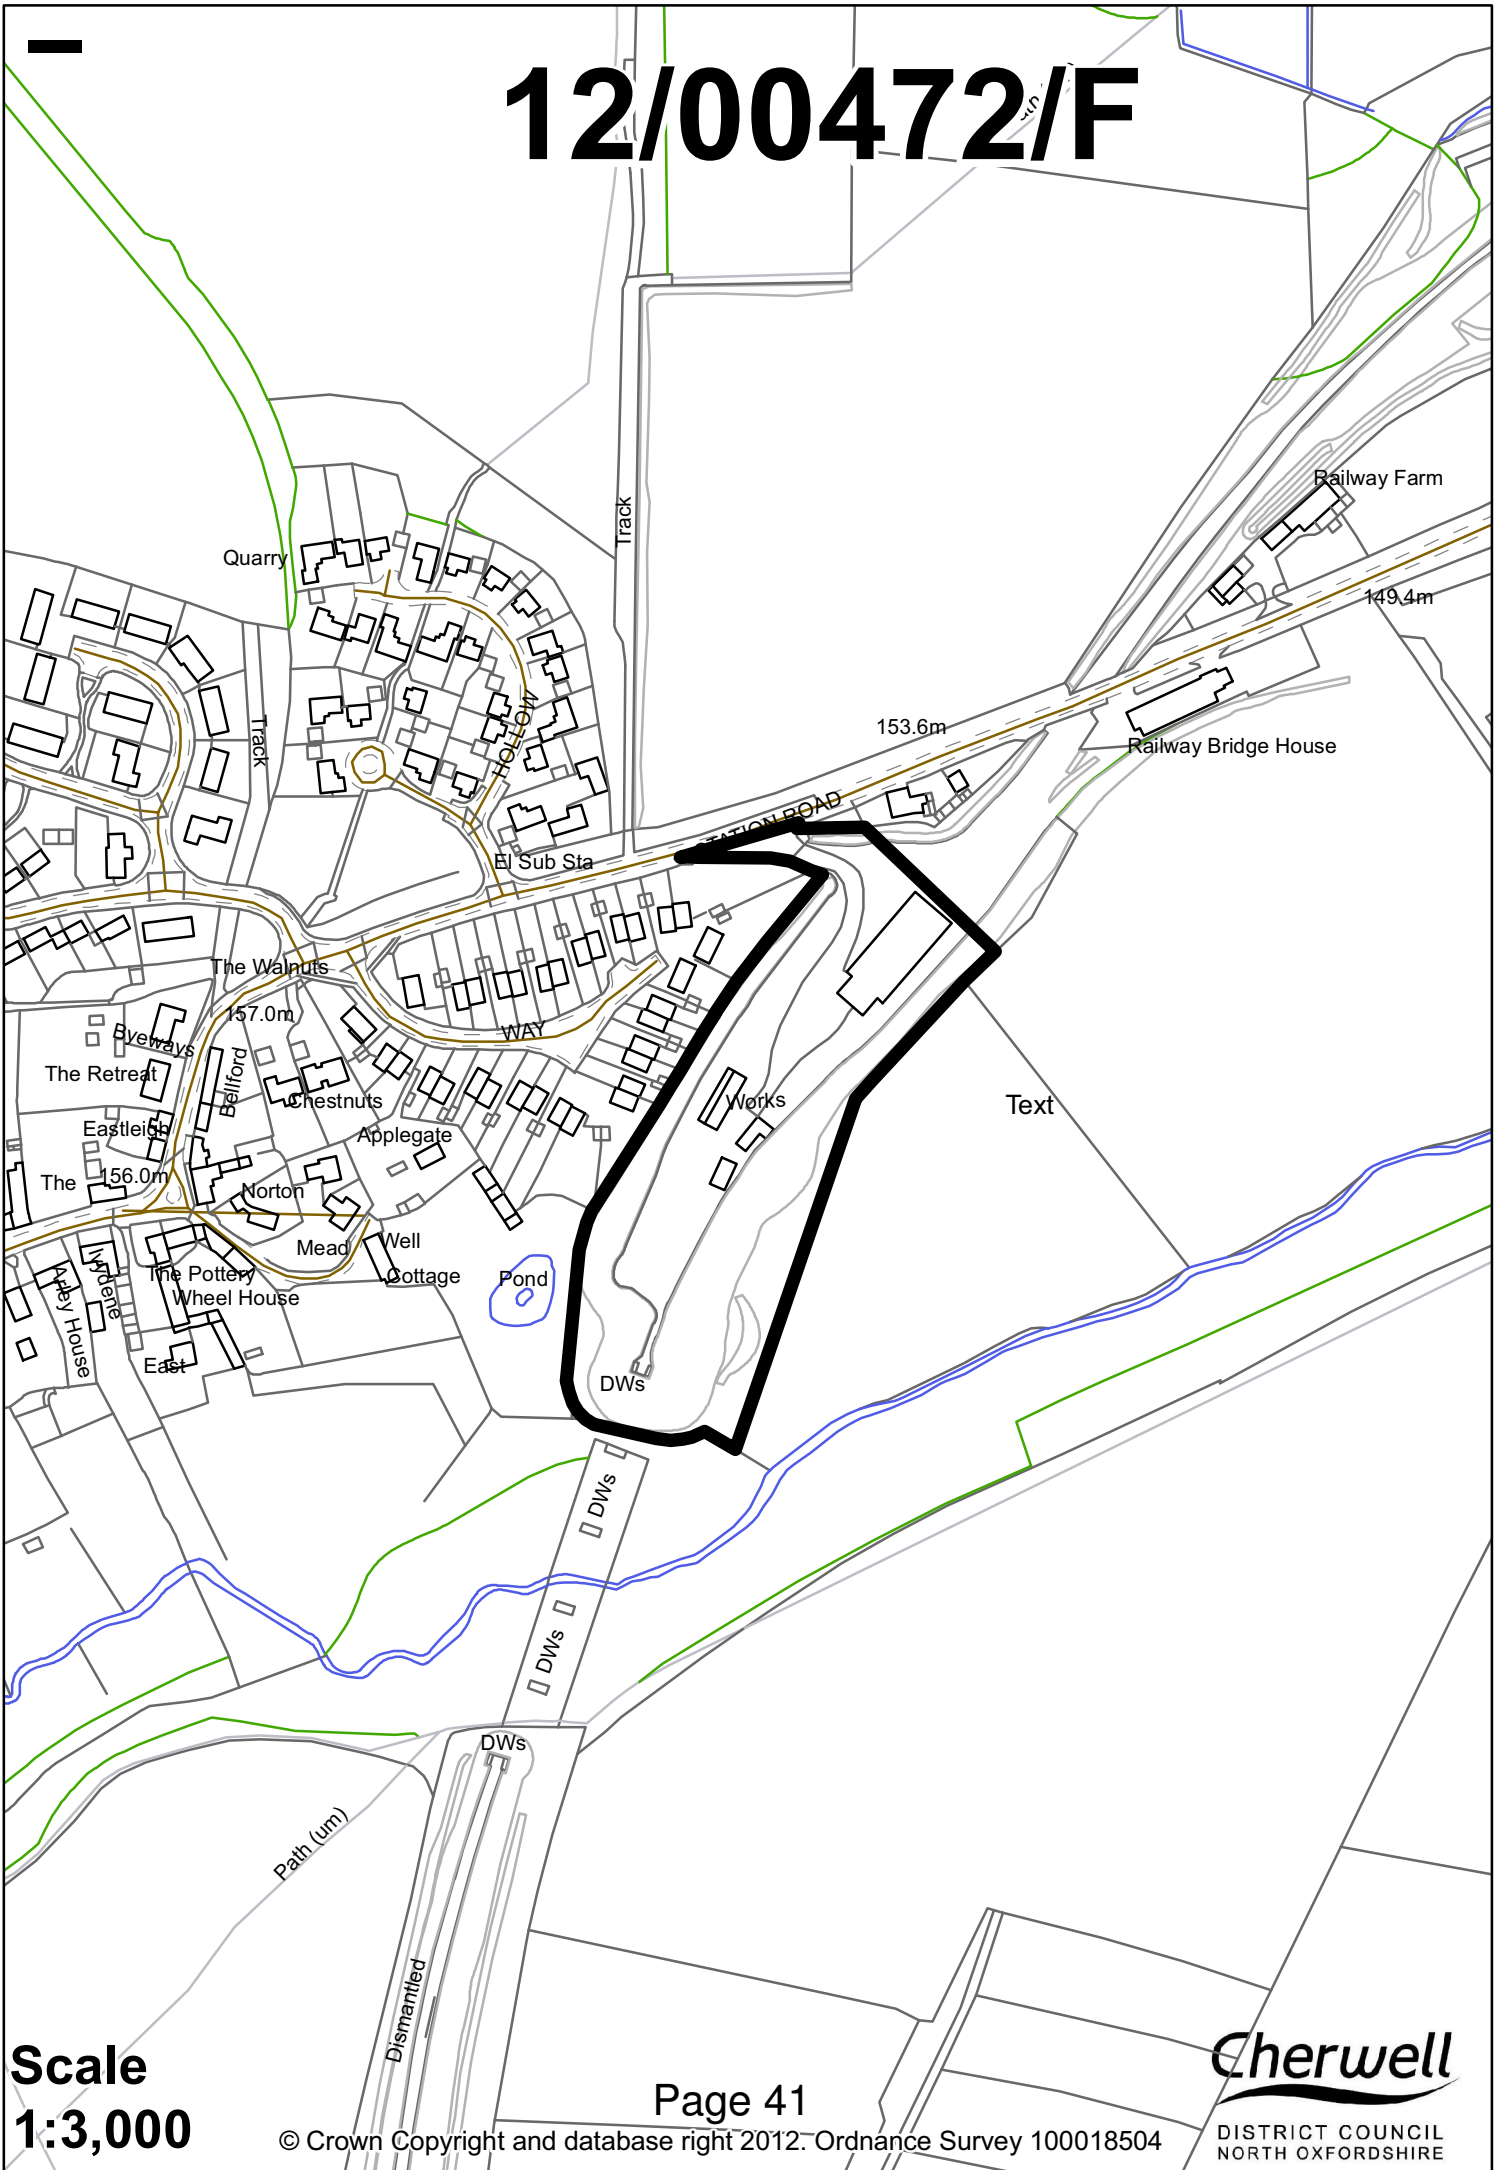 12/00472/F
Railway Farm
Track
Quarry
149.4m
HOLLOW
Track
153.6m
Railway Bridge House
STATION ROAD
El Sub Sta
The Walnuts
157.0m
WAY
Byeways
The Retreat
Bellford
Chestnuts
Works
Text
Eastleigh
Applegate
The
156.0m
Norton
Mead
Well
Cottage
Pond
Ivydene
Arley House
The Pottery
Wheel House
East
DWs
DWs
DWs
DWs
Path (um)
Dismantled
Scale
1:3,000
Cherwell
DISTRICT COUNCIL
NORTH OXFORDSHIRE
Page 41
© Crown Copyright and database right 2012. Ordnance Survey 100018504